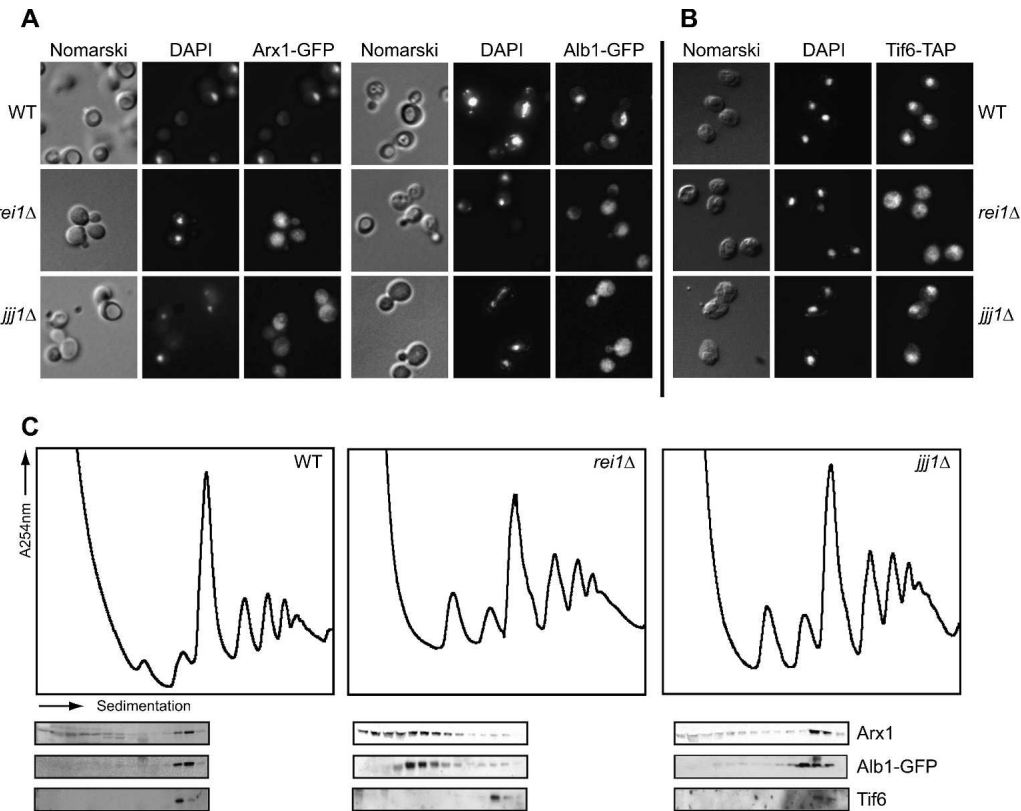 A
B
Nomarski DAPI Arx1-GFP Nomarski DAPI Alb1-GFP Nomarski DAPI Tif6-TAP
WT WT
rei1Δ rei1Δ
jjj1Δ jjj1Δ
C
A254nm
WT rei1Δ jjj1Δ
Sedimentation
Arx1
Alb1-GFP
Tif6